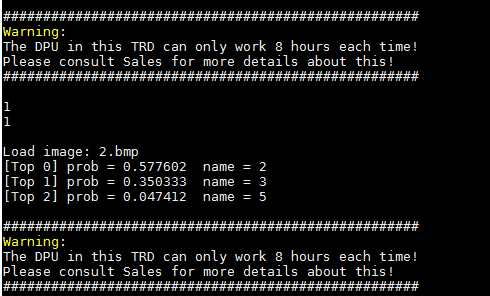 ####################################################
Warning:
The DPU in this TRD can only work 8 hours each time!
Please consult Sales for more details about this!
####################################################
1
1
Load image: 2.bmp
[Top 0] prob = 0.577602  name = 2
[Top 1] prob = 0.350333  name = 3
[Top 2] prob = 0.047412  name = 5
####################################################
Warning:
The DPU in this TRD can only work 8 hours each time!
Please consult Sales for more details about this!
####################################################